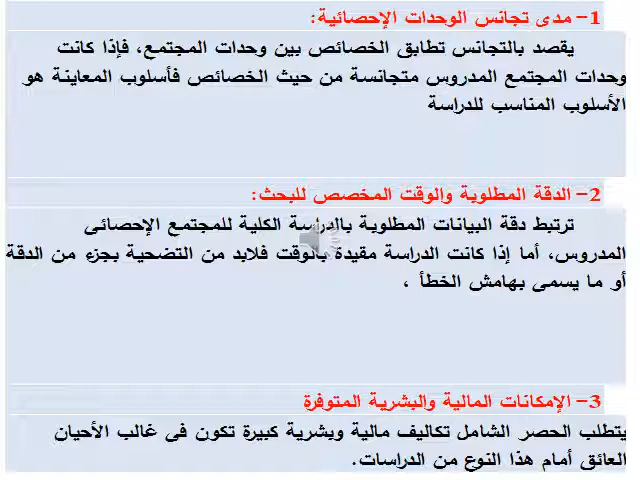 1- مدى تجانس الوحدات الإحصائية:
يقصد بالتجانس تطابق الخصائص بين وحدات المجتمع، فإذا كانت
وحدات المجتمع المدروس متجانسة من حيث الخصائص فأسلوب المعاينة هو
الأسلوب المناسب للدراسة
2- الدقة المطلوبة والوقت المخصص للبحث:
ترتبط دقة البيانات المطلوبة بالدراسة الكلية للمجتمع الإحصائى
المدروس، أما إذا كانت الدراسة مقيدة بالوقت فلابد من التضحية بجزء من الدقة
أو ما يسمى بهامش الخطأ ،
3- الإمكانات المالية والبشرية المتوفرة
يتطلب الحصر الشامل تكاليف مالية وبشرية كبيرة تكون فى غالب الأحيان
العائق أمام هذا النوع من الدراسات.